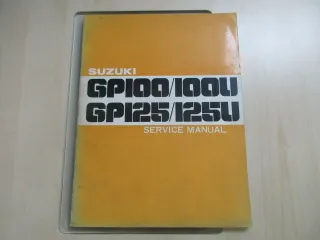 SUZUKI
GP100/100U
GP125/125U
SERVICE MANUAL